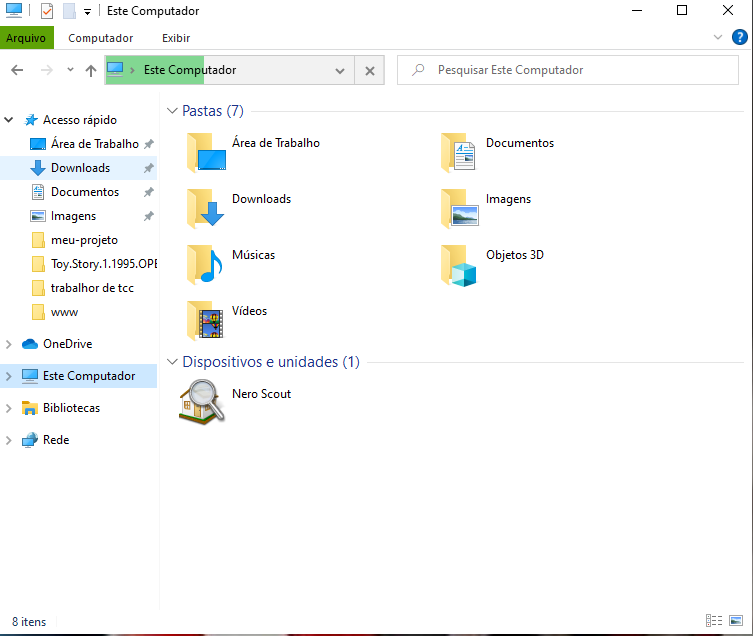 Este Computador
Arquivo Computador Exibir
Este Computador
Pesquisar Este Computador
Acesso rápido
Área de Trabalho
Downloads
Documentos
Imagens
meu-projeto
Toy.Story.1.1995.OPE
trabalhor de tcc
www
OneDrive
Este Computador
Bibliotecas
Rede
Pastas (7)
Área de Trabalho
Documentos
Downloads
Imagens
Músicas
Objetos 3D
Vídeos
Dispositivos e unidades (1)
Nero Scout
8 itens